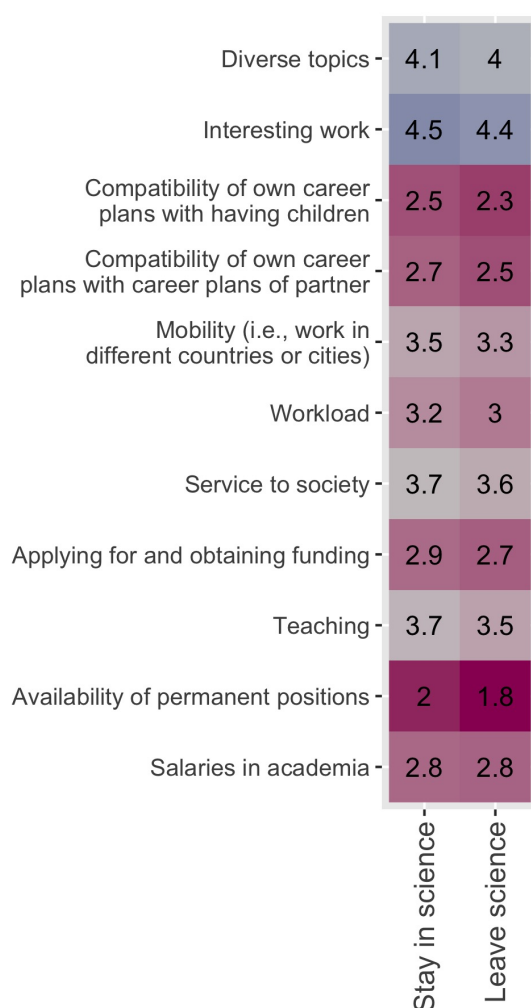 Diverse topics 4.1 4
Interesting work 4.5 4.4
Compatibility of own career
plans with having children 2.5 2.3
Compatibility of own career
plans with career plans of partner 2.7 2.5
Mobility (i.e., work in
different countries or cities) 3.5 3.3
Workload 3.2 3
Service to society 3.7 3.6
Applying for and obtaining funding 2.9 2.7
Teaching 3.7 3.5
Availability of permanent positions 2 1.8
Salaries in academia 2.8 2.8
Stay in science
Leave science